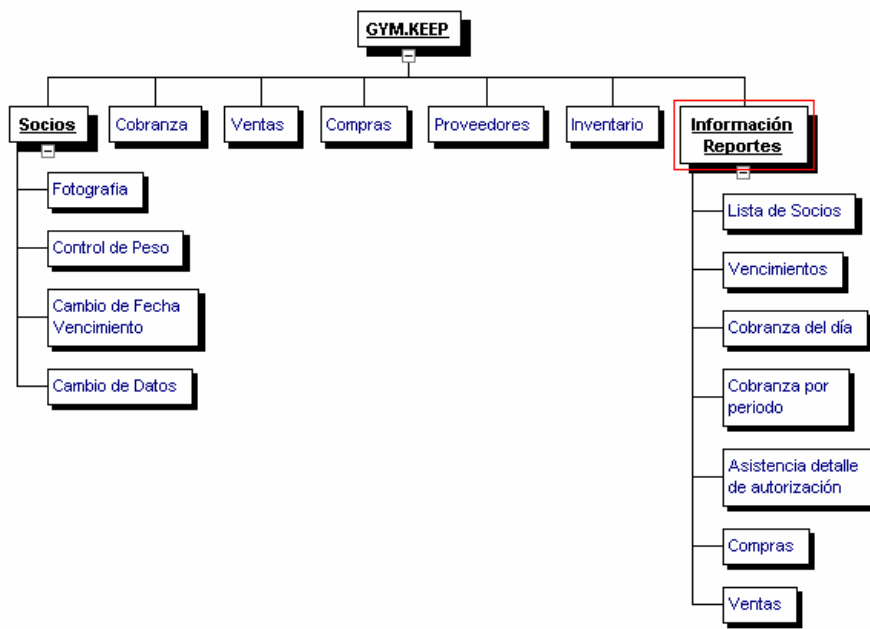 GYM.KEEP
Socios
Cobranza
Ventas
Compras
Proveedores
Inventario
Información
Reportes
Fotografia
Control de Peso
Cambio de Fecha
Vencimiento
Cambio de Datos
Lista de Socios
Vencimientos
Cobranza del día
Cobranza por
periodo
Asistencia detalle
de autorización
Compras
Ventas